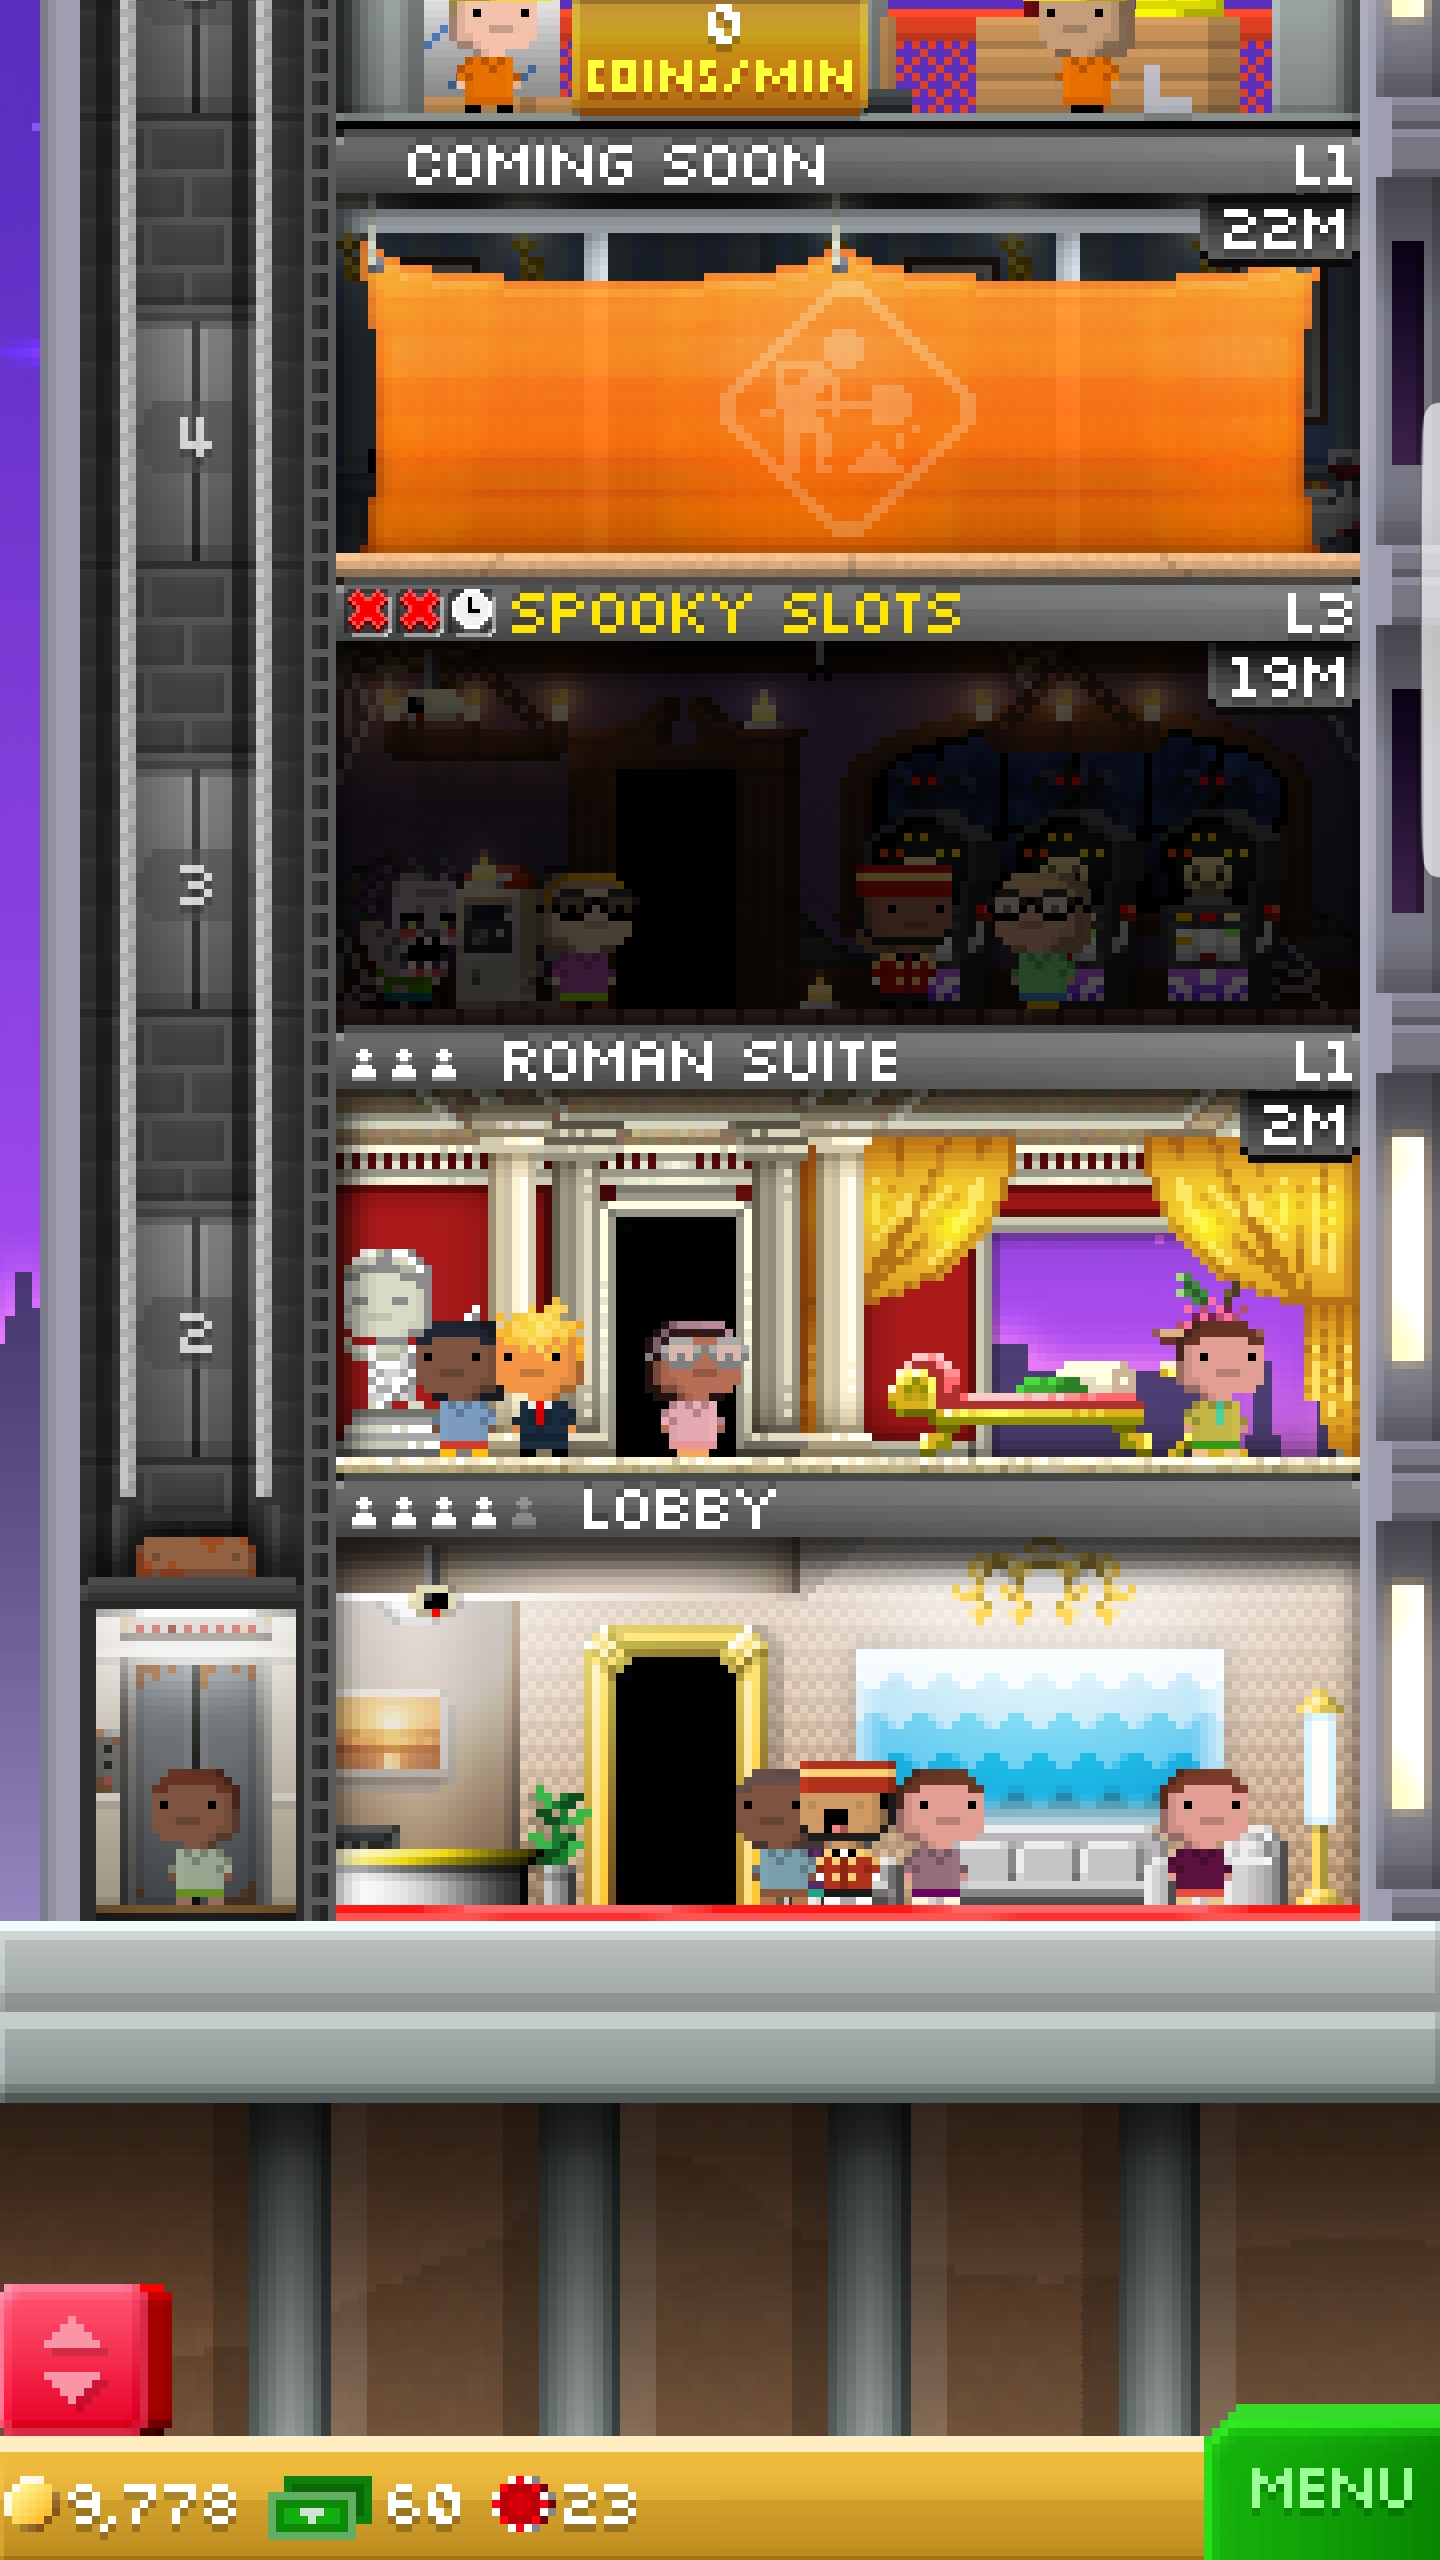 0
COINS/MIN
COMING SOON L1
22M
4
SPOOKY SLOTS L3
19M
3
ROMAN SUITE L1
2M
2
LOBBY
9,778 60 23
MENU